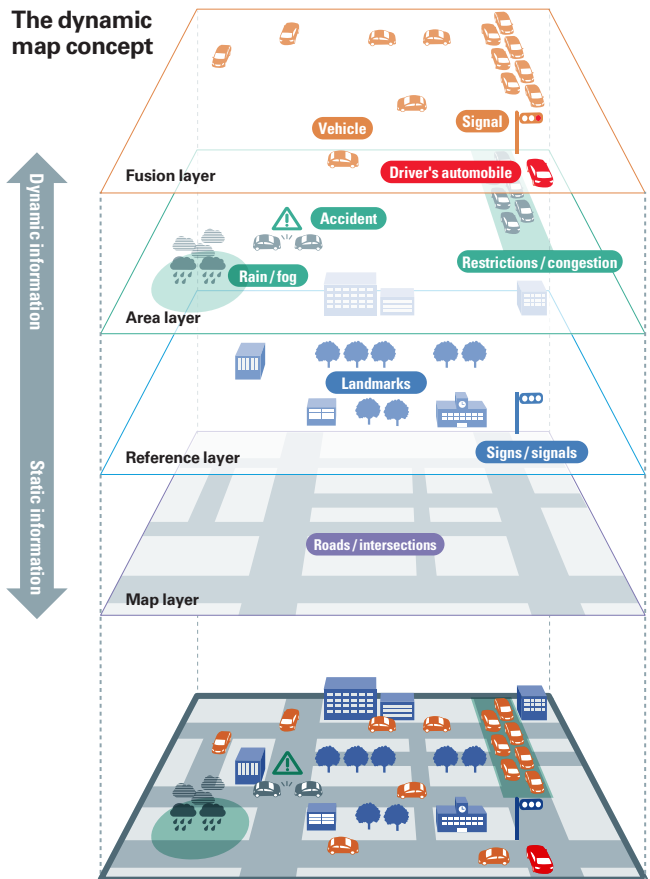 The dynamic
map concept
Vehicle
Signal
Driver's automobile
Fusion layer
Dynamic information
Accident
Rain / fog
Restrictions / congestion
Area layer
Landmarks
Signs / signals
Reference layer
Static information
Roads / intersections
Map layer